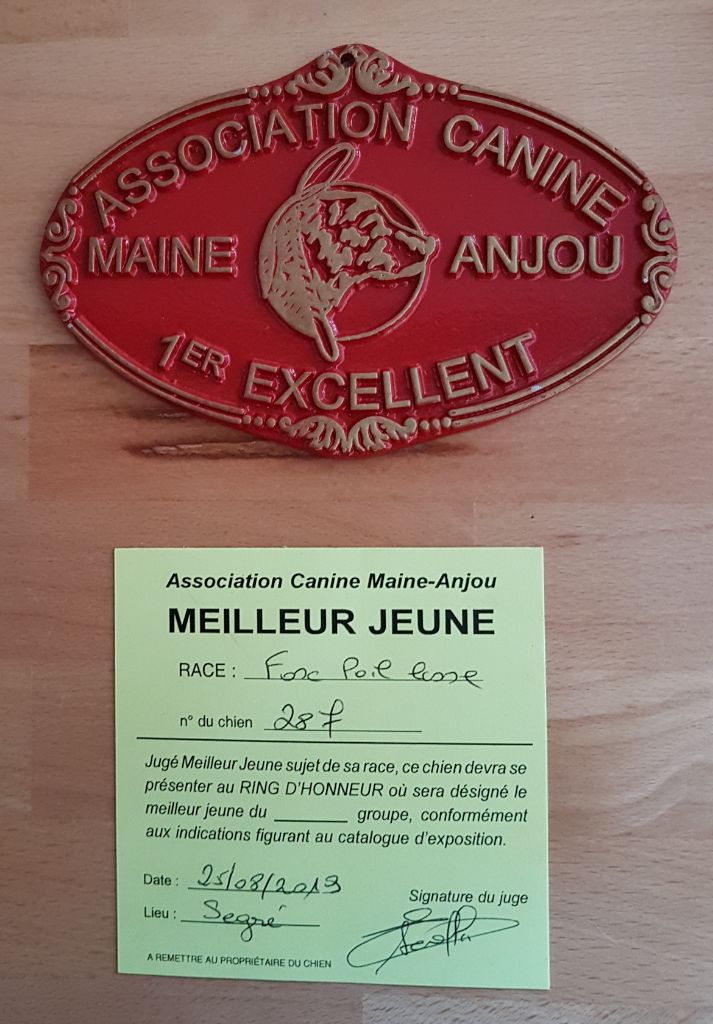 ASSOCIATION CANINE
MAINE ANJOU
1ER EXCELLENT
Association Canine Maine-Anjou
MEILLEUR JEUNE
RACE : Fox Poil lisse
n° du chien 287
Jugé Meilleur Jeune sujet de sa race, ce chien devra se
présenter au RING D'HONNEUR où sera désigné le
meilleur jeune du ________ groupe, conformément
aux indications figurant au catalogue d'exposition.
Date : 25/08/2019
Signature du juge
Lieu : Segré
A REMETTRE AU PROPRIÉTAIRE DU CHIEN